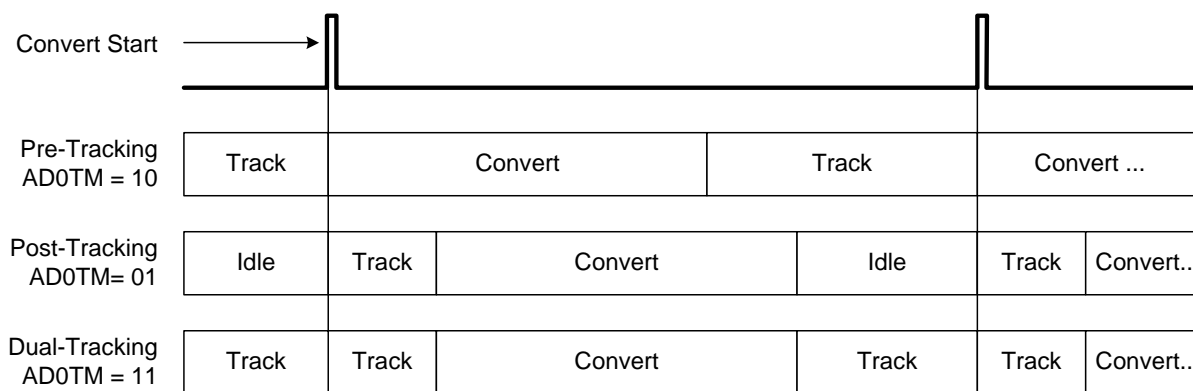 Convert Start
Pre-Tracking
AD0TM = 10
Track Convert Track Convert ...
Post-Tracking
AD0TM= 01
Idle Track Convert Idle Track Convert..
Dual-Tracking
AD0TM = 11
Track Track Convert Track Track Convert..